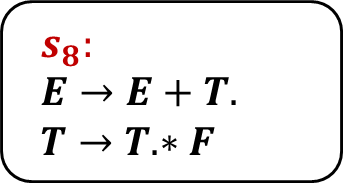 s₈:
E → E + T.
T → T.* F